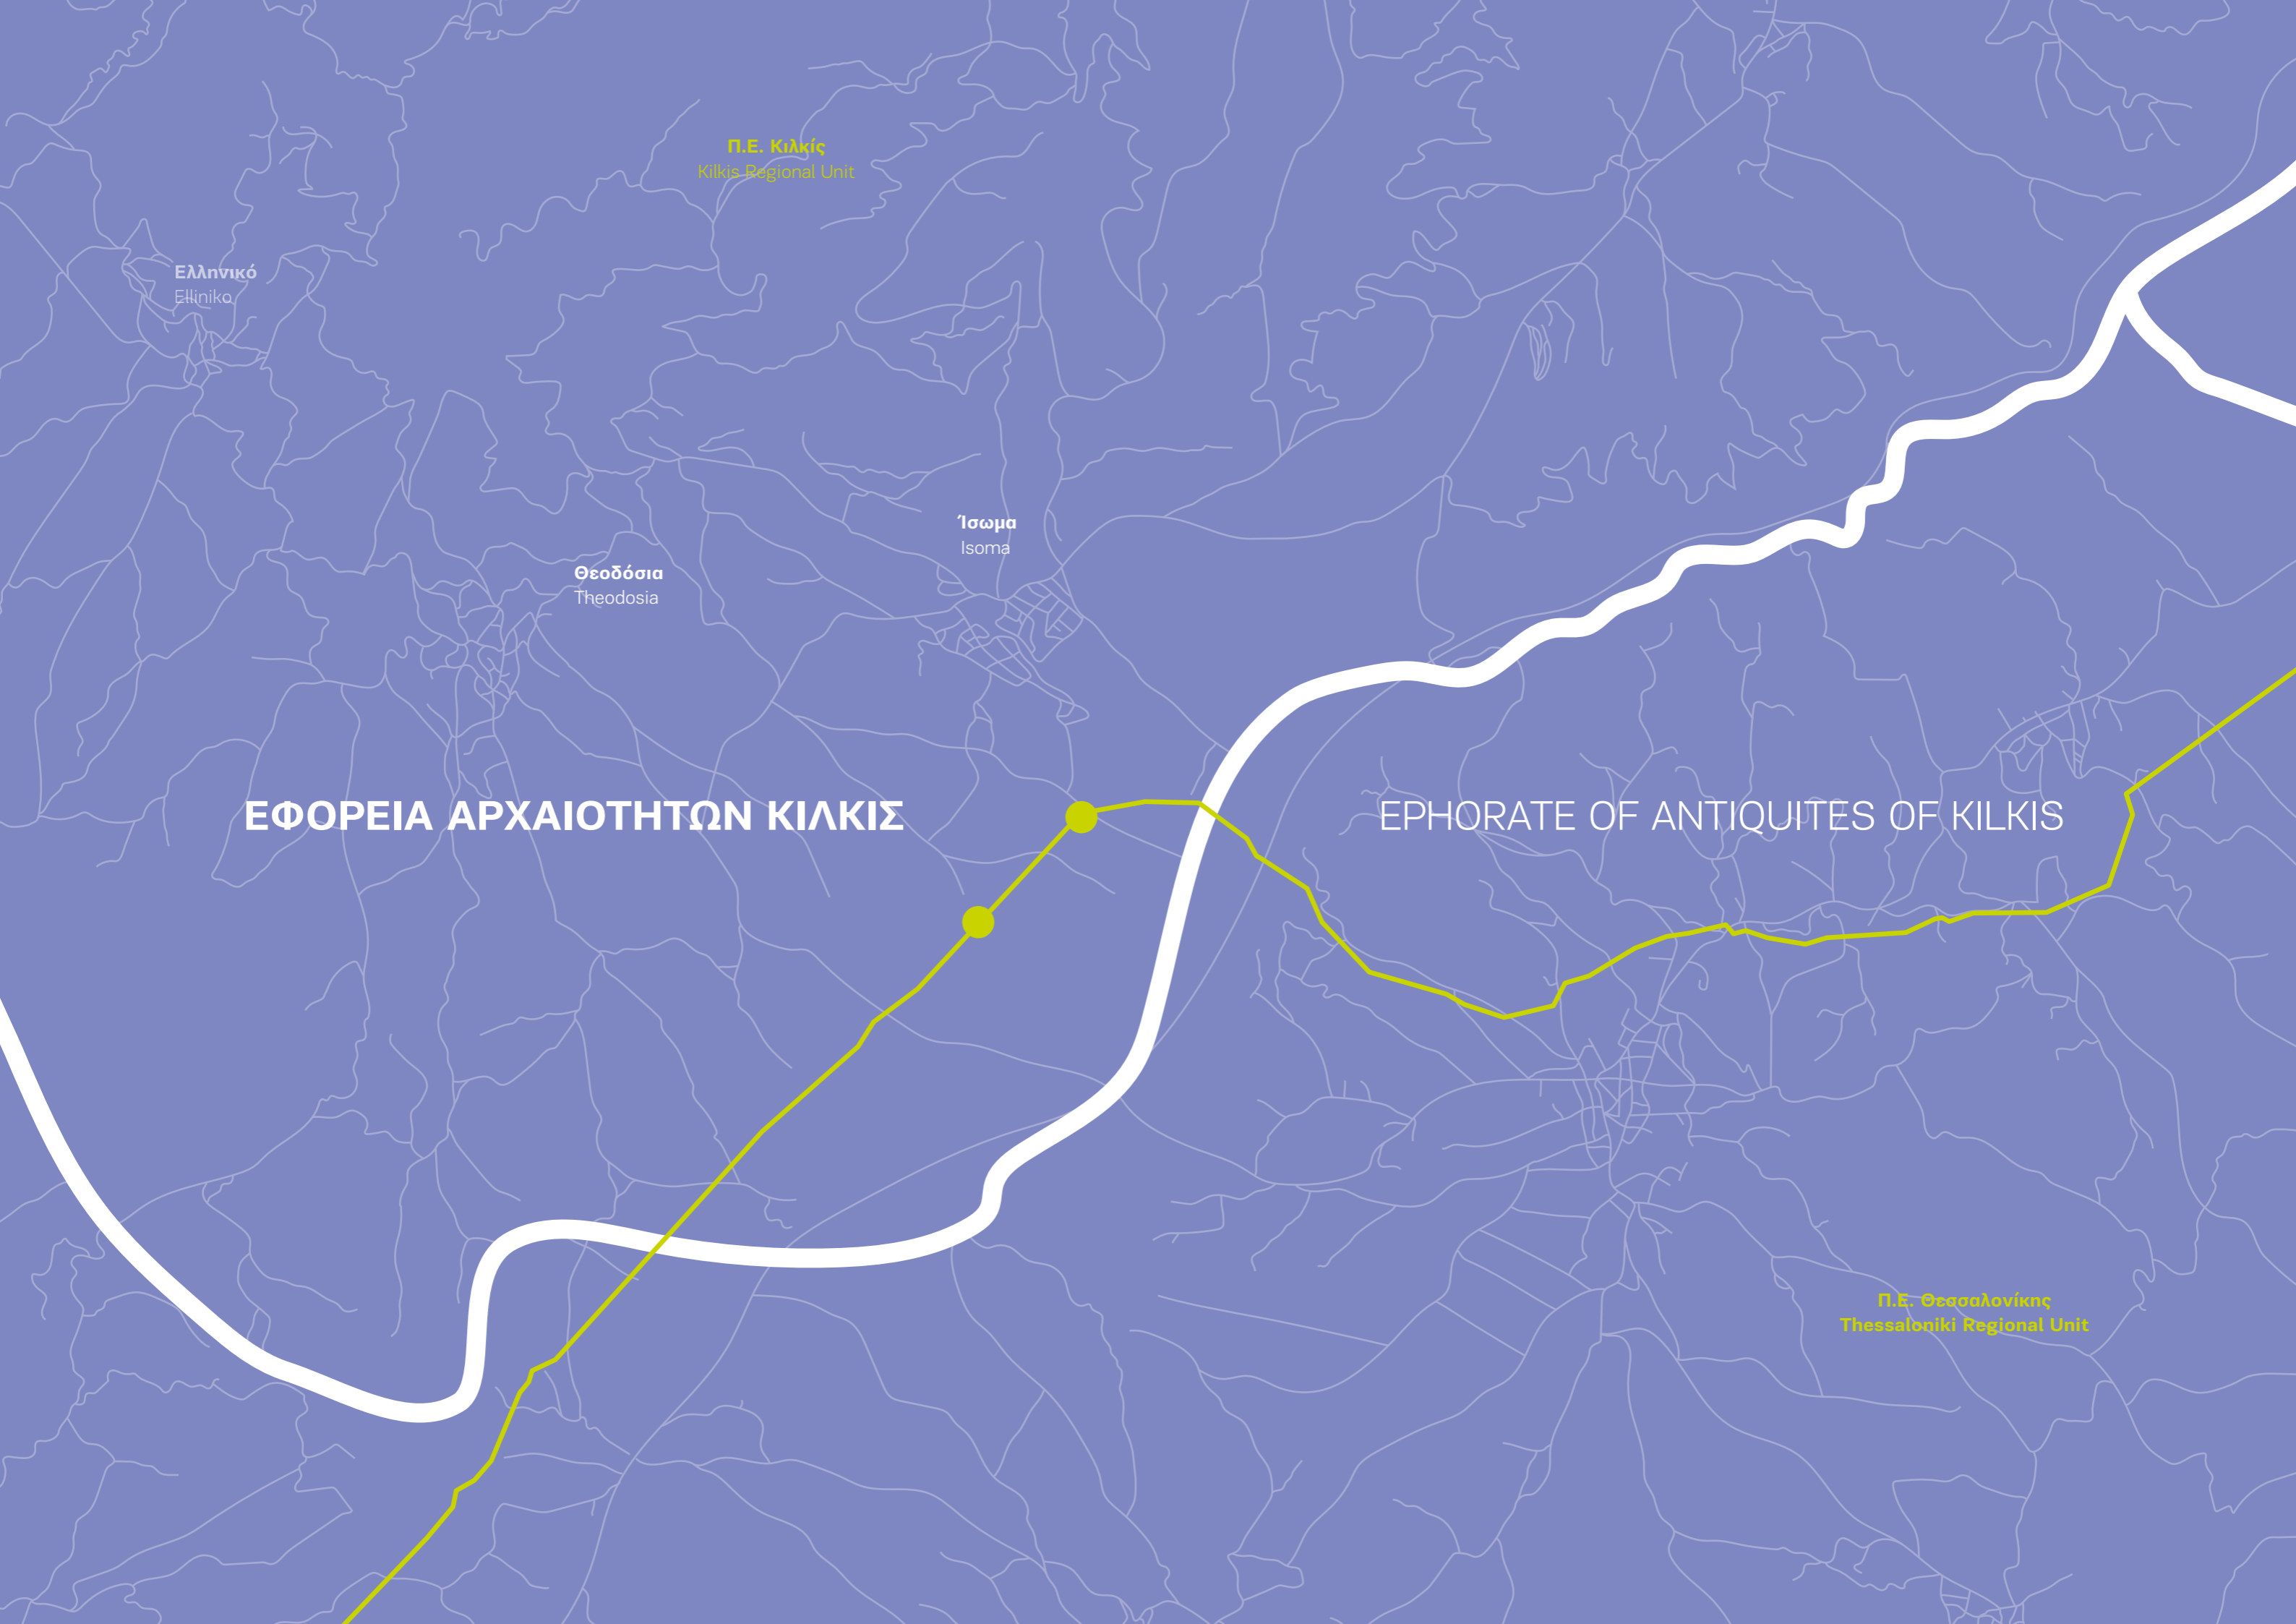 Π.Ε. Κιλκίς
Kilkis Regional Unit
Ελληνικό
Elliniko
Ίσωμα
Isoma
Θεοδόσια
Theodosia
ΕΦΟΡΕΙΑ ΑΡΧΑΙΟΤΗΤΩΝ ΚΙΛΚΙΣ
EPHORATE OF ANTIQUITES OF KILKIS
Π.Ε. Θεσσαλονίκης
Thessaloniki Regional Unit